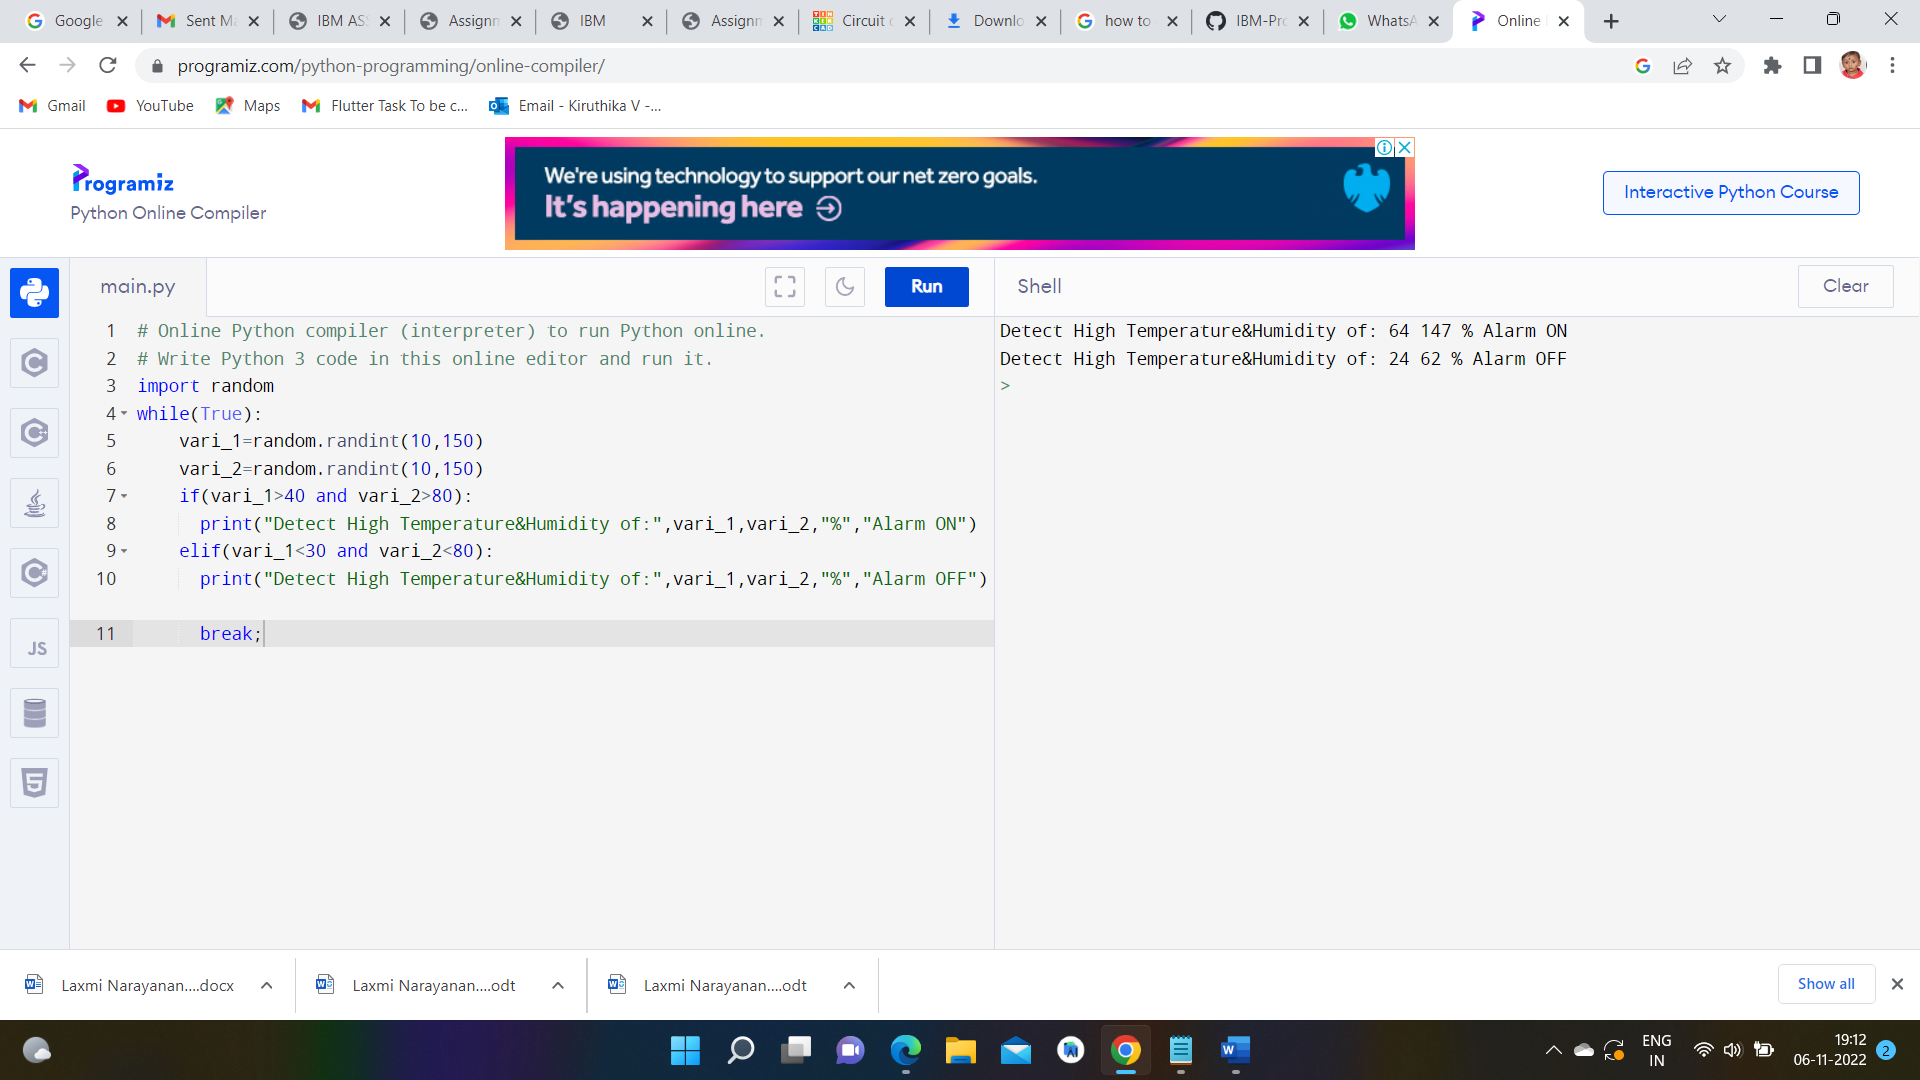 Google
Sent Ma
IBM ASS
Assignm
IBM
Assignm
Circuit c
Downlo
how to
IBM-Pro
WhatsA
Online
programiz.com/python-programming/online-compiler/
Gmail
YouTube
Maps
Flutter Task To be c...
Email - Kiruthika V -...
Programiz
Python Online Compiler
We're using technology to support our net zero goals.
It's happening here
Interactive Python Course
main.py
Run
Shell
Clear
1 # Online Python compiler (interpreter) to run Python online.
2 # Write Python 3 code in this online editor and run it.
3 import random
4 while(True):
5     vari_1=random.randint(10,150)
6     vari_2=random.randint(10,150)
7     if(vari_1>40 and vari_2>80):
8       print("Detect High Temperature&Humidity of:",vari_1,vari_2,"%","Alarm ON")
9     elif(vari_1<30 and vari_2<80):
10       print("Detect High Temperature&Humidity of:",vari_1,vari_2,"%","Alarm OFF")
11       break;
Detect High Temperature&Humidity of: 64 147 % Alarm ON
Detect High Temperature&Humidity of: 24 62 % Alarm OFF
>
JS
Laxmi Narayanan....docx
Laxmi Narayanan....odt
Laxmi Narayanan....odt
Show all
ENG
IN
19:12
06-11-2022
2